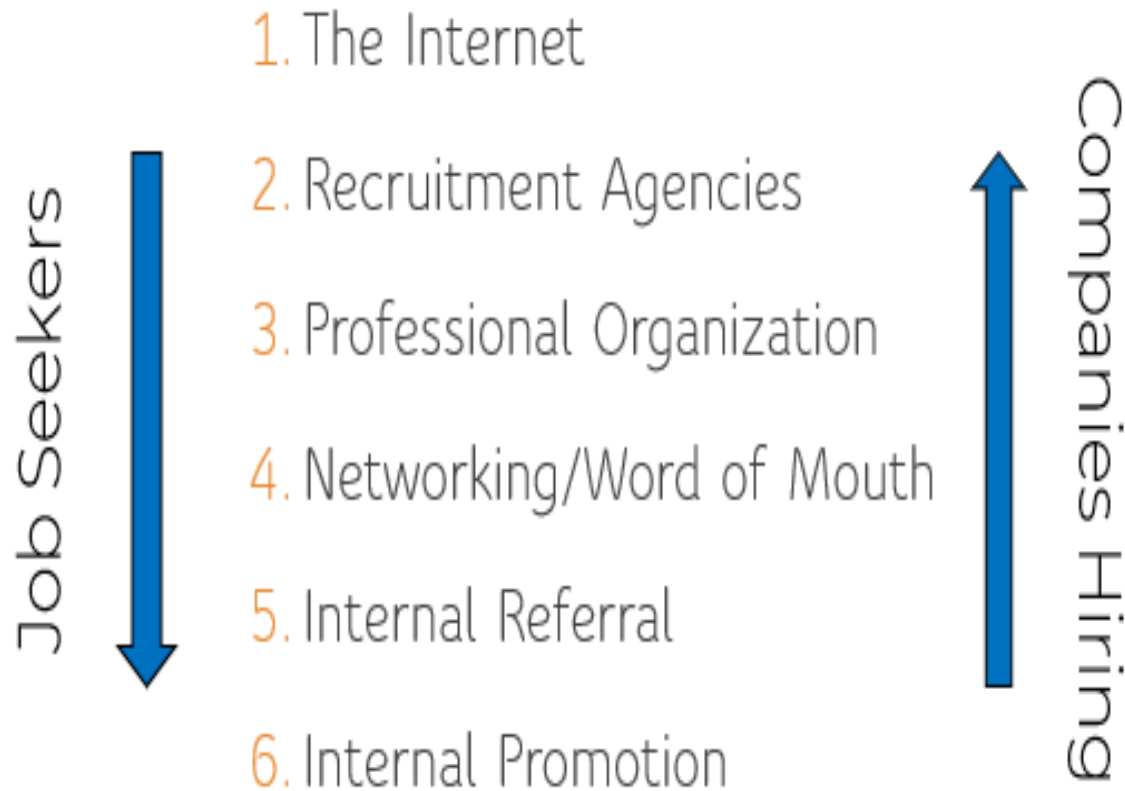 Job Seekers
1. The Internet
2. Recruitment Agencies
3. Professional Organization
4. Networking/Word of Mouth
5. Internal Referral
6. Internal Promotion
Companies Hiring